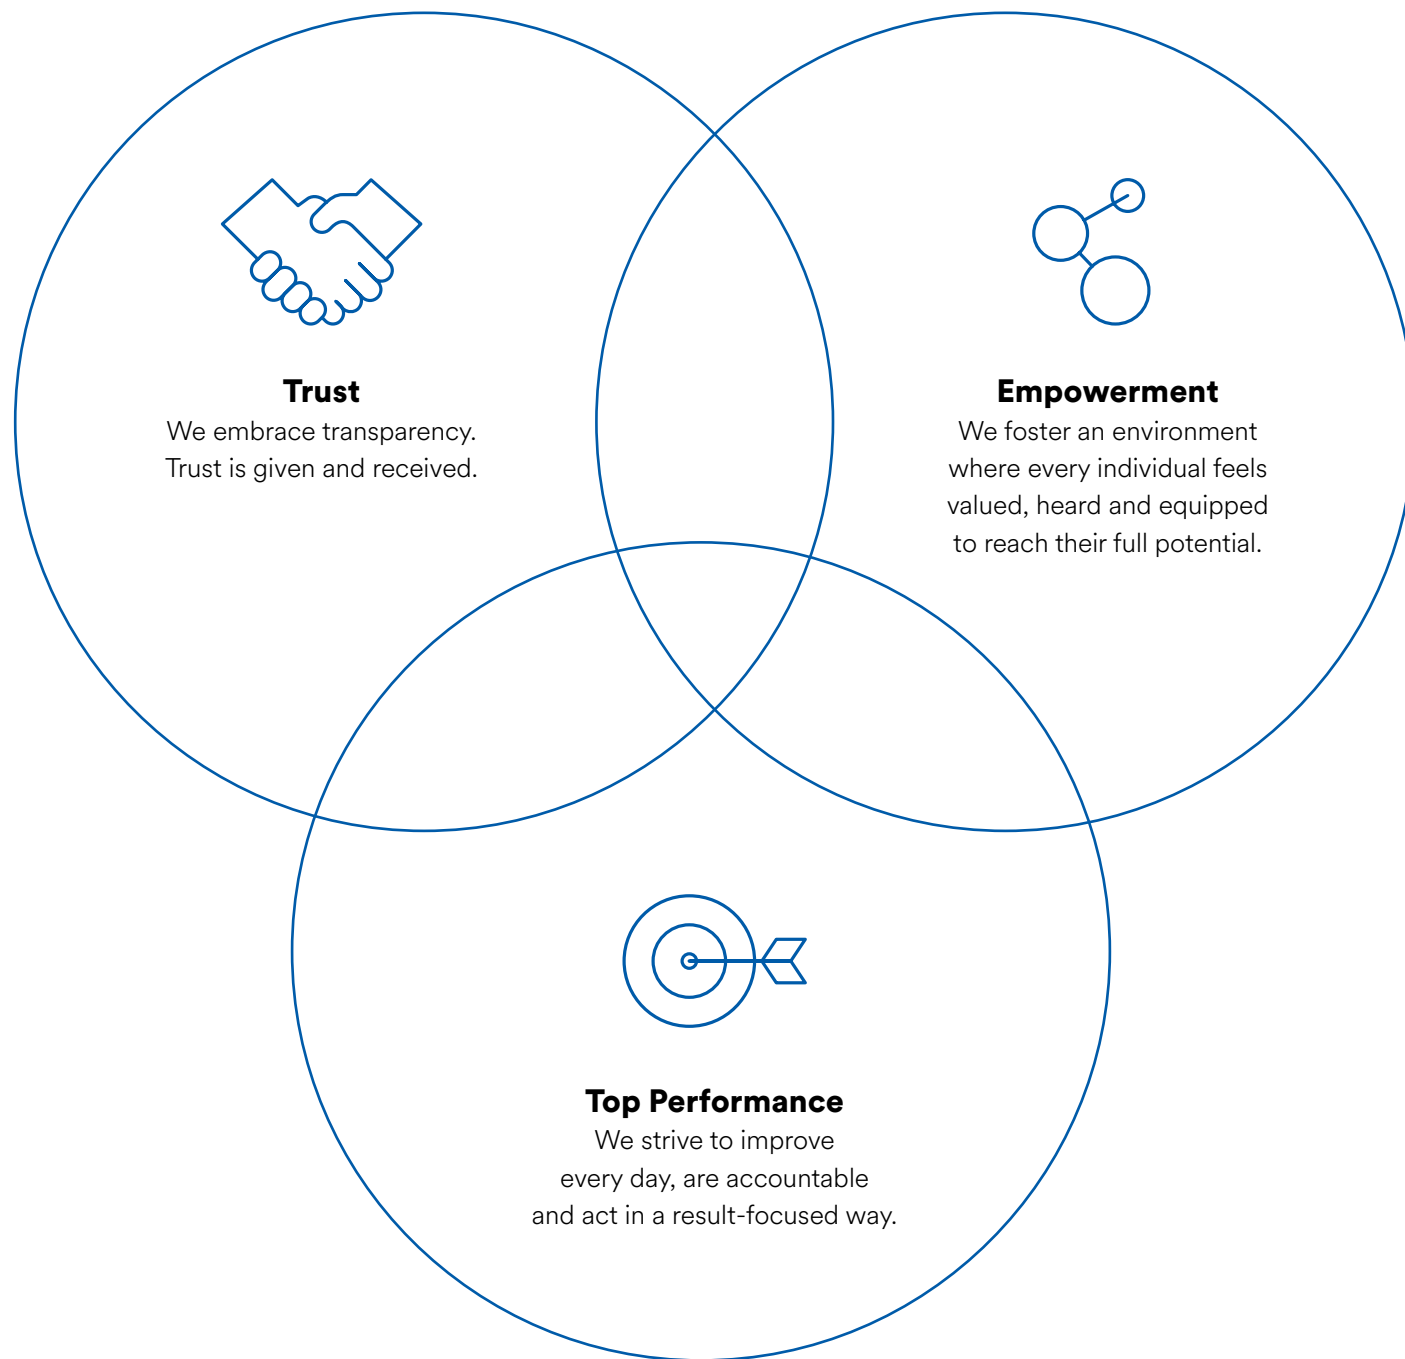 Trust
We embrace transparency.
Trust is given and received.
Empowerment
We foster an environment
where every individual feels
valued, heard and equipped
to reach their full potential.
Top Performance
We strive to improve
every day, are accountable
and act in a result-focused way.